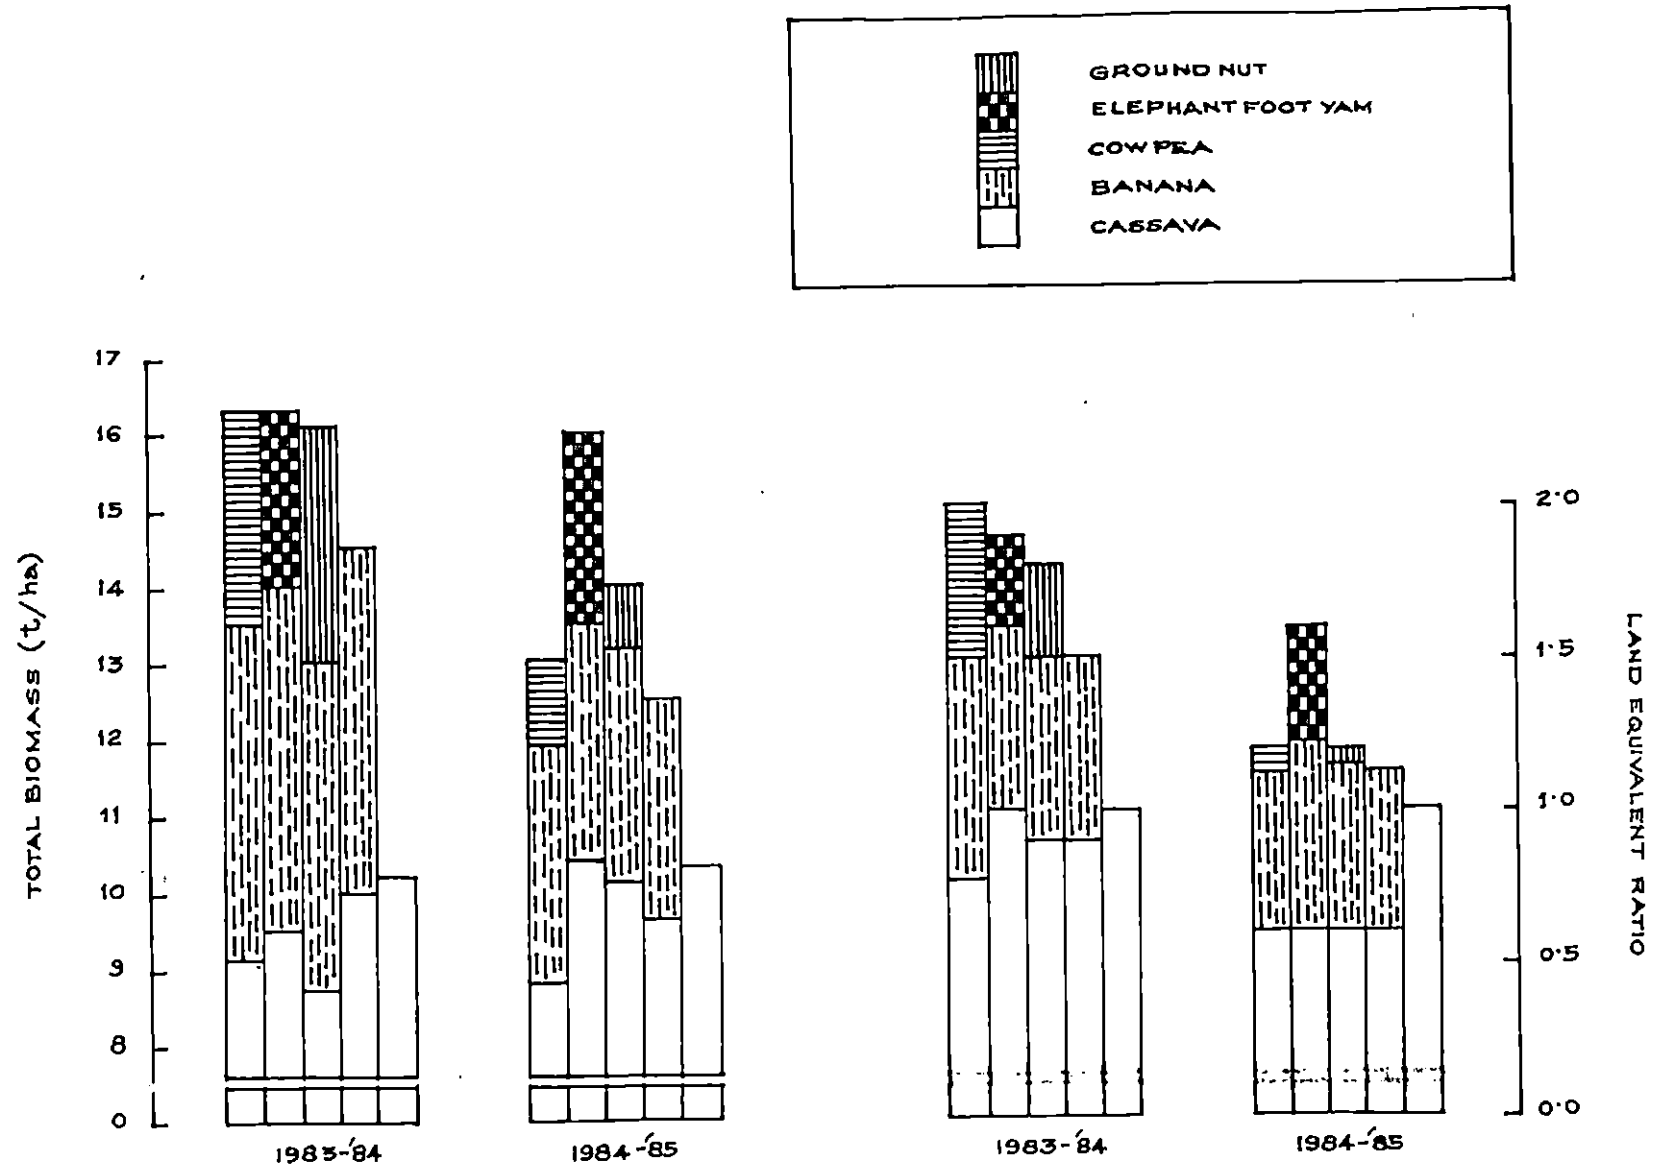 GROUND NUT
ELEPHANT FOOT YAM
COW PEA
BANANA
CASSAVA
TOTAL BIOMASS (t/ha)
17
16
15
14
13
12
11
10
9
8
0
1983-'84
1984-'85
1983-'84
1984-'85
2.0
1.5
1.0
0.5
0.0
LAND EQUIVALENT RATIO